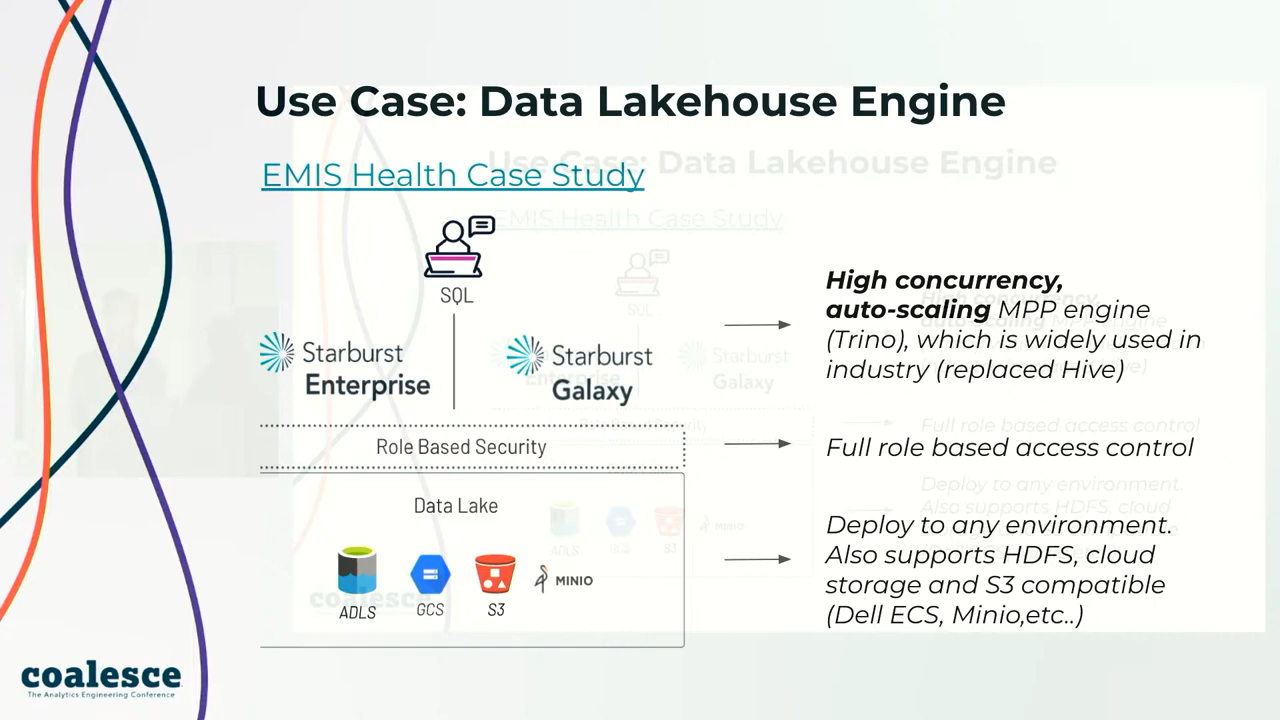 Use Case: Data Lakehouse Engine
EMIS Health Case Study
SQL
Starburst
Enterprise
Starburst
Galaxy
Role Based Security
Data Lake
ADLS
GCS
S3
MINIO
High concurrency,
auto-scaling MPP engine
(Trino), which is widely used in
industry (replaced Hive)
Full role based access control
Deploy to any environment.
Also supports HDFS, cloud
storage and S3 compatible
(Dell ECS, Minio,etc..)
coalesce
The Analytics Engineering Conference